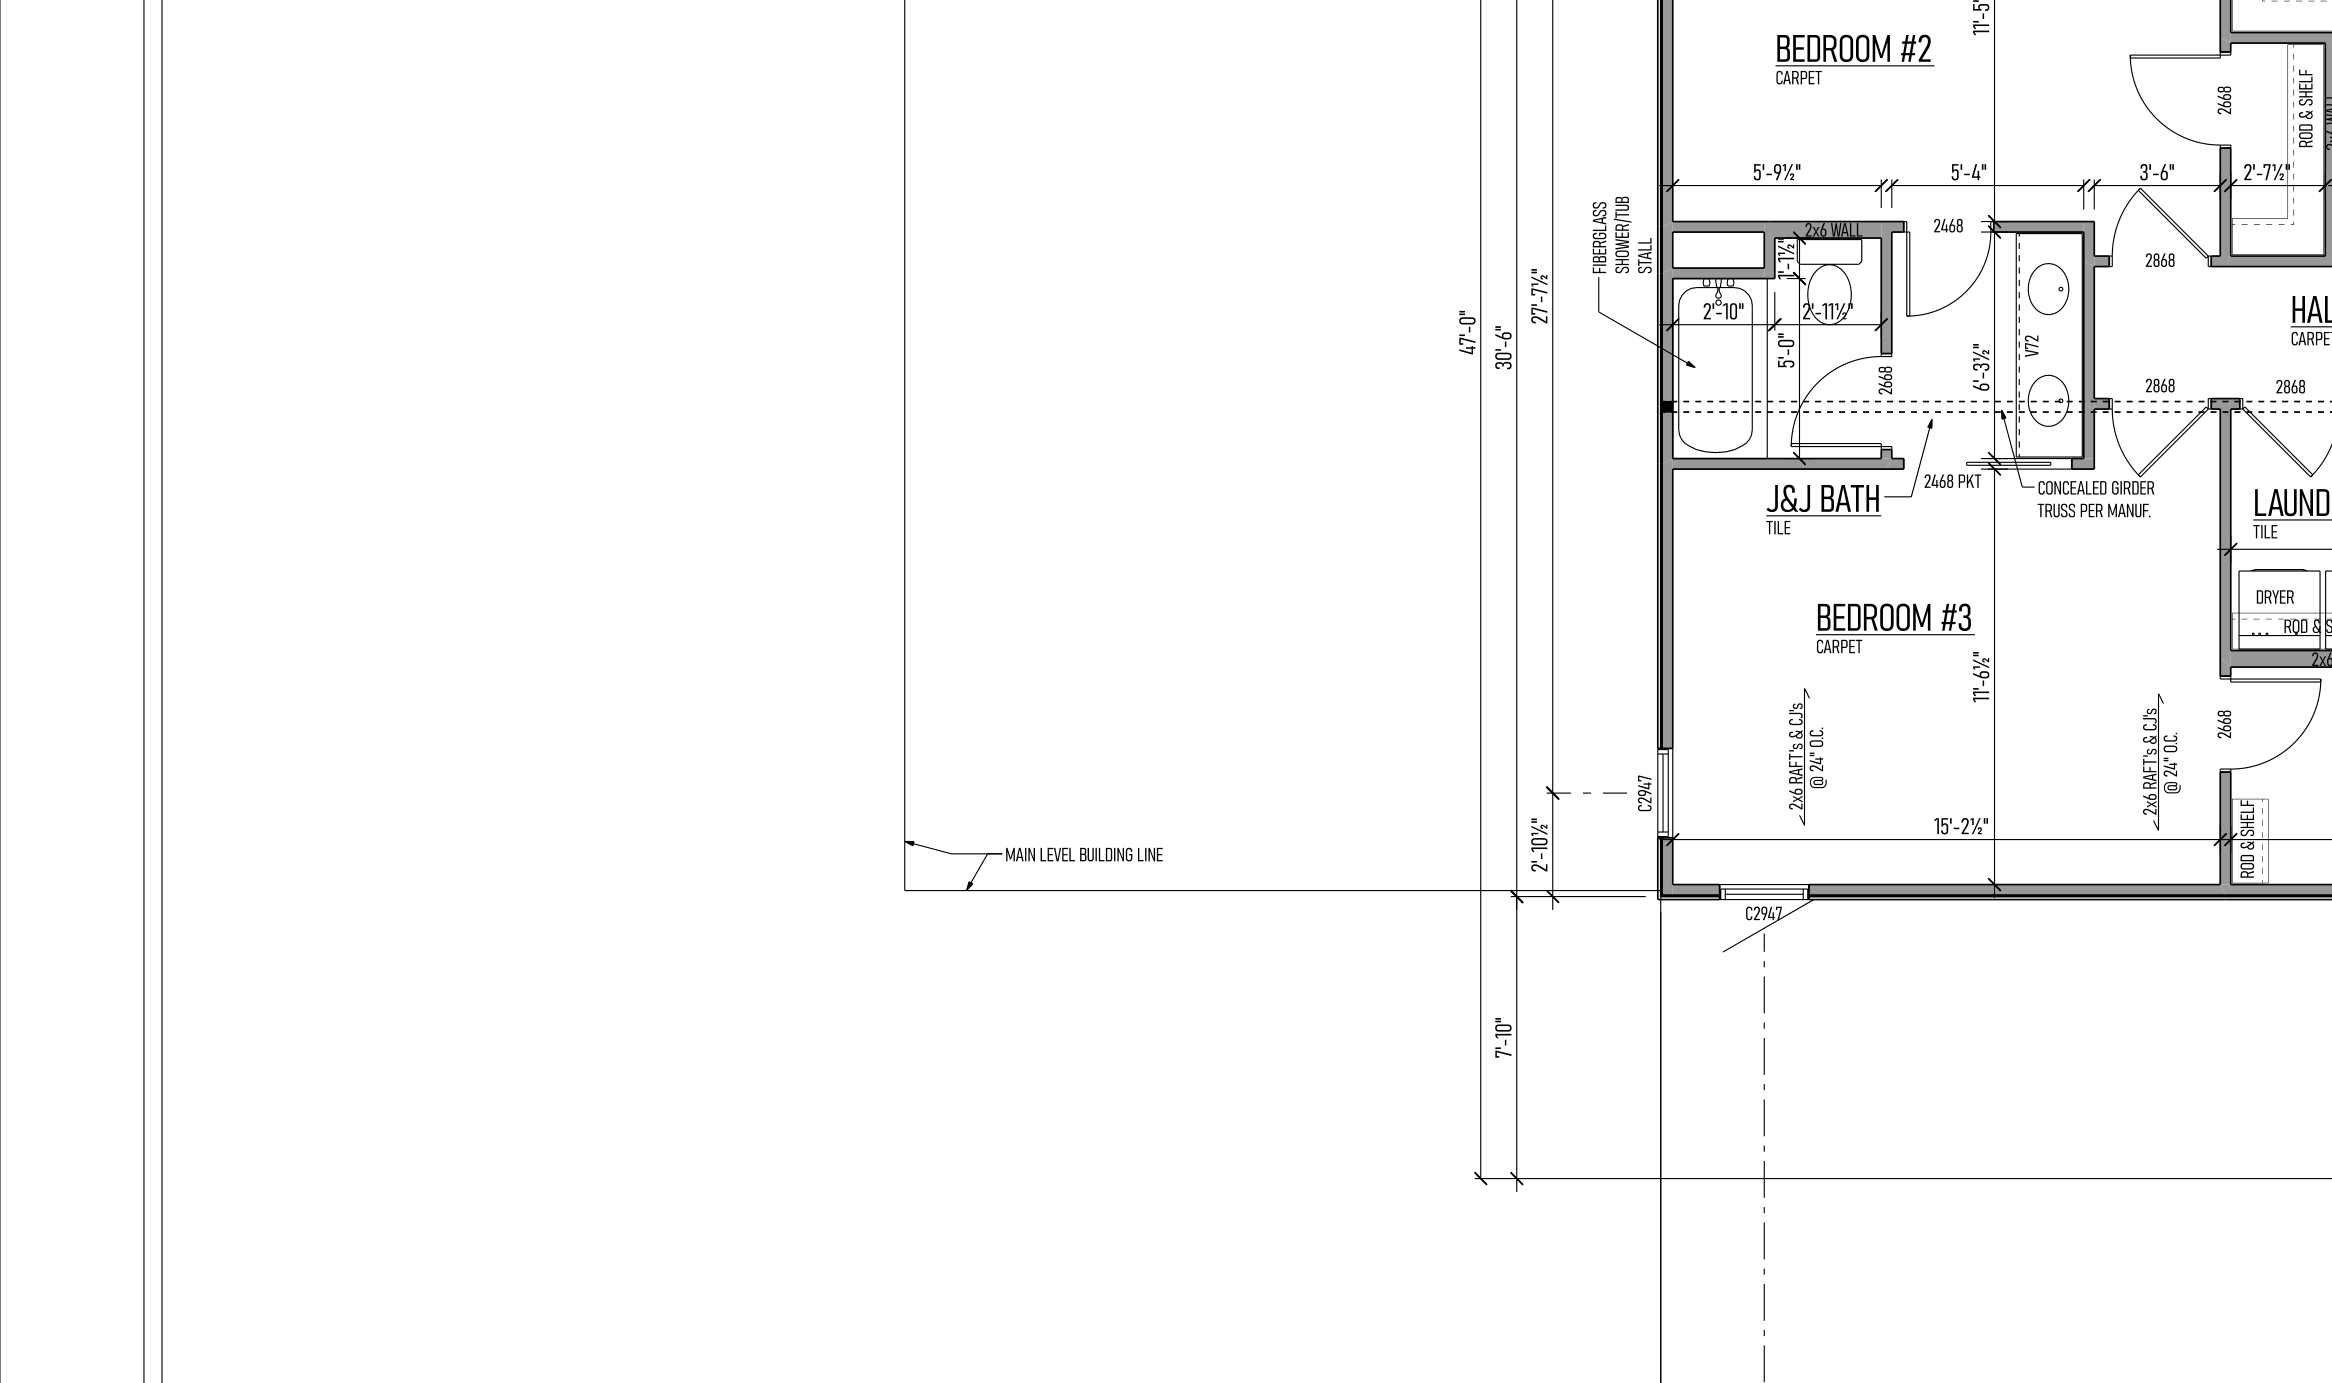 11'-5
BEDROOM #2
CARPET
2668
ROD & SHELF
5'-9½"
5'-4"
3'-6"
2'-7½"
FIBERGLASS
SHOWER/TUB
STALL
2x6 WALL
2468
1'-1½"
2868
27'-7½"
47'-0"
30'-6"
2'-10"
2'-11½"
HAL
CARPE
5'-0"
2668
6'-3½"
V72
2868
2868
2468 PKT
CONCEALED GIRDER
TRUSS PER MANUF.
J&J BATH
TILE
LAUND
TILE
DRYER
ROD & S
BEDROOM #3
CARPET
2x6
11'-6½"
2x6 RAFT's & CJ's
@ 24" O.C.
2x6 RAFT's & CJ's
@ 24" O.C.
2668
C2947
2'-10½"
15'-2½"
ROD & SHELF
MAIN LEVEL BUILDING LINE
C2947
7'-10"